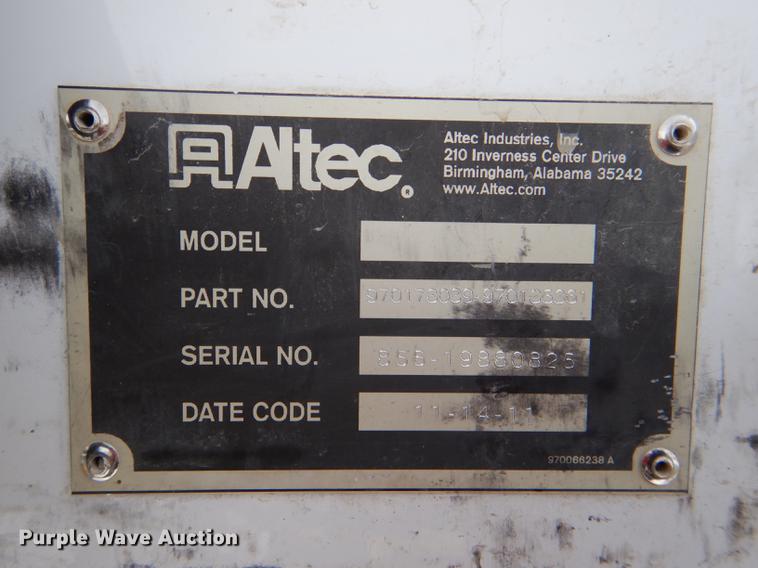 Altec®
Altec Industries, Inc.
210 Inverness Center Drive
Birmingham, Alabama 35242
www.Altec.com
MODEL
PART NO.
SERIAL NO.
DATE CODE 11-14-11
970066238 A
Purple Wave Auction